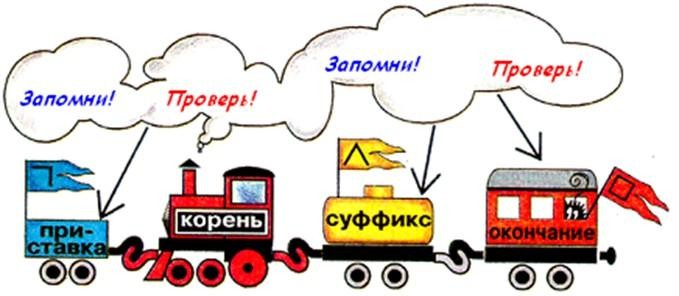 Запомни!
Проверь!
Запомни!
Проверь!
при-
ставка
корень
суффикс
окончание